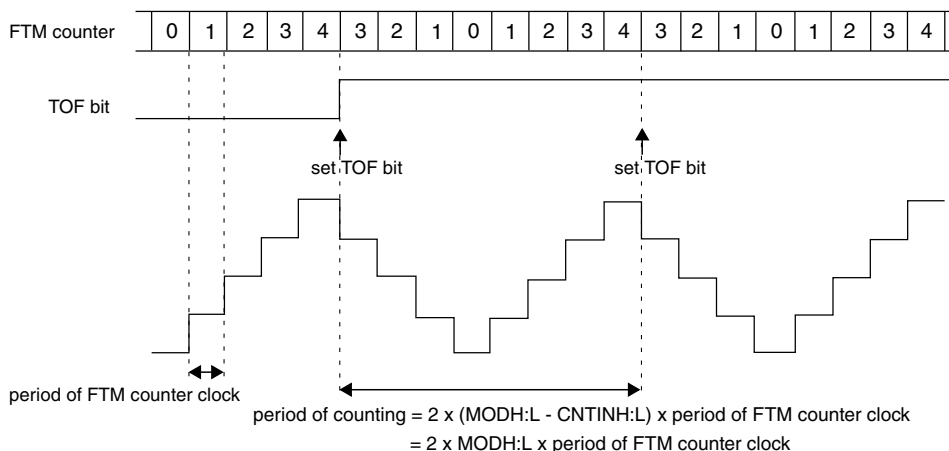 FTM counter 0 1 2 3 4 3 2 1 0 1 2 3 4 3 2 1 0 1 2 3 4
TOF bit
set TOF bit set TOF bit
period of FTM counter clock
period of counting = 2 x (MODH:L - CNTINH:L) x period of FTM counter clock
= 2 x MODH:L x period of FTM counter clock